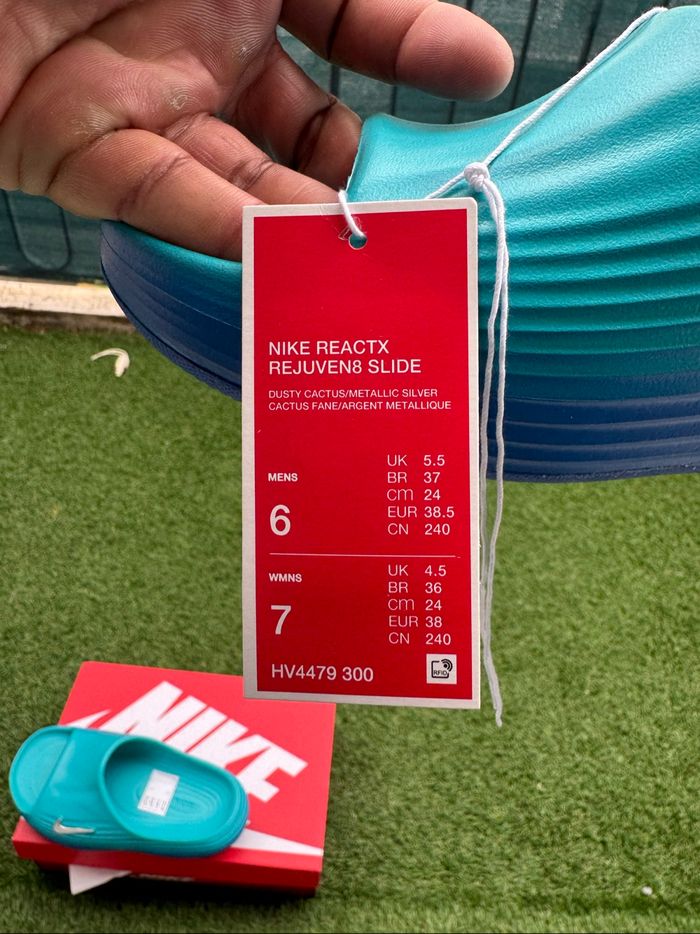 NIKE REACTX
REJUVEN8 SLIDE
DUSTY CACTUS/METALLIC SILVER
CACTUS FANE/ARGENT METALLIQUE
MENS
6
UK 5.5
BR 37
cm 24
EUR 38.5
CN 240
WMNS
7
UK 4.5
BR 36
cm 24
EUR 38
CN 240
HV4479 300
RFID
NIKE